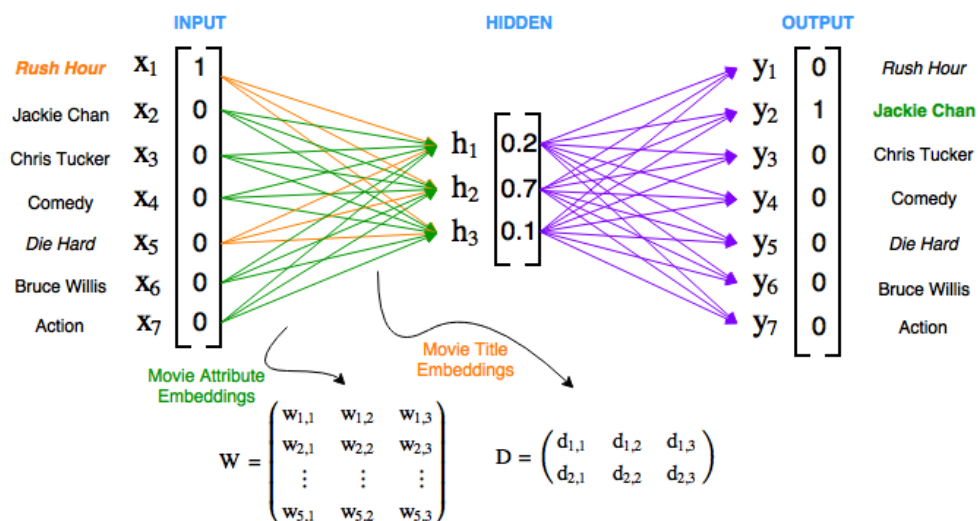 INPUT HIDDEN OUTPUT
Rush Hour x1 1 y1 0 Rush Hour
Jackie Chan x2 0 y2 1 Jackie Chan
h1 0.2
Chris Tucker x3 0 y3 0 Chris Tucker
h2 0.7
Comedy x4 0 y4 0 Comedy
h3 0.1
Die Hard x5 0 y5 0 Die Hard
Bruce Willis x6 0 y6 0 Bruce Willis
Action x7 0 y7 0 Action
Movie Attribute
Embeddings
Movie Title
Embeddings
W =
w1,1 w1,2 w1,3
w2,1 w2,2 w2,3
⋮ ⋮ ⋮
w5,1 w5,2 w5,3
D =
d1,1 d1,2 d1,3
d2,1 d2,2 d2,3